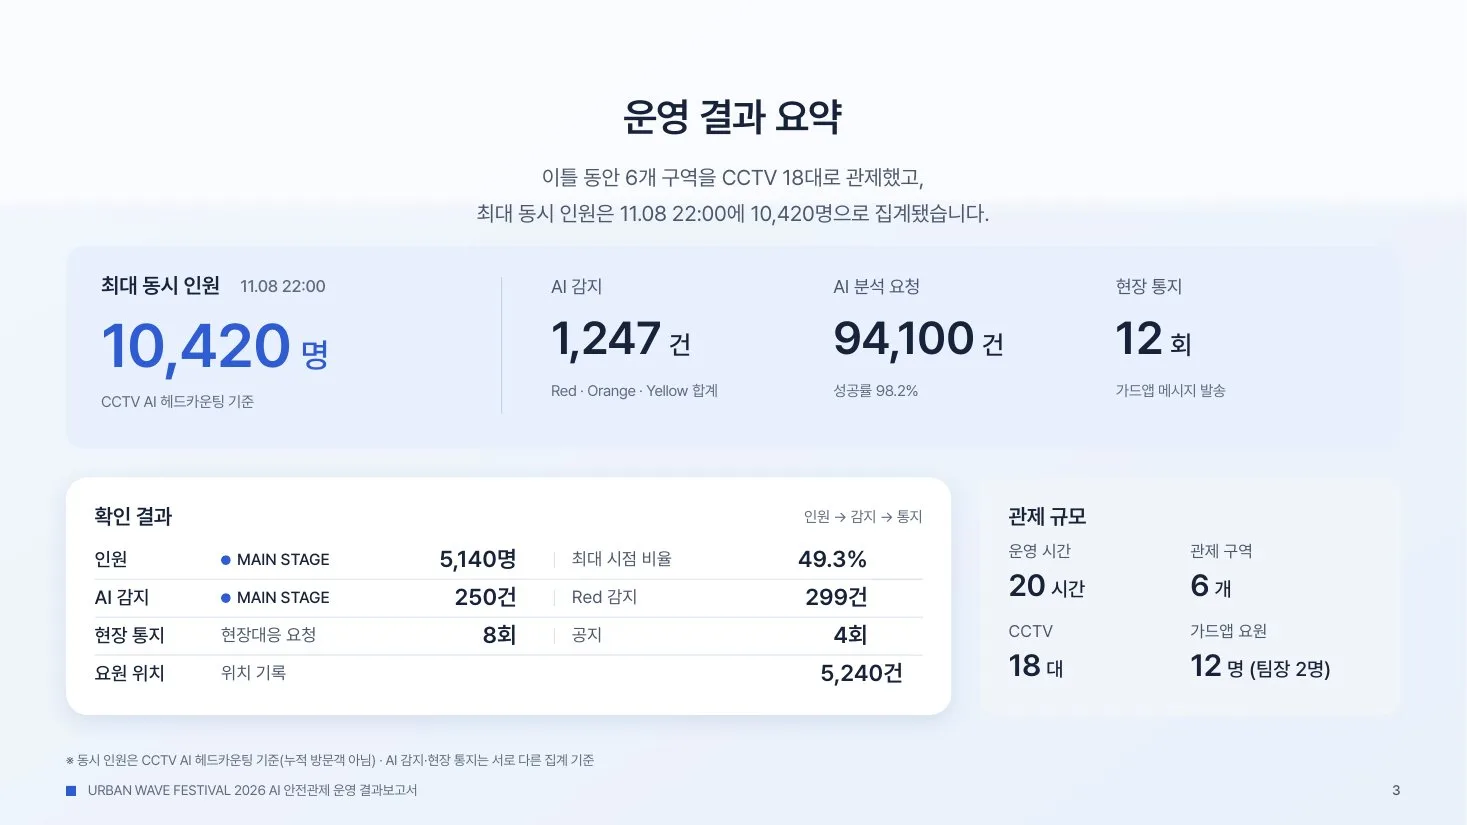 운영 결과 요약
이틀 동안 6개 구역을 CCTV 18대로 관제했고,
최대 동시 인원은 11.08 22:00에 10,420명으로 집계됐습니다.
최대 동시 인원 11.08 22:00
10,420 명
CCTV AI 헤드카운팅 기준
AI 감지
1,247 건
Red · Orange · Yellow 합계
AI 분석 요청
94,100 건
성공률 98.2%
현장 통지
12 회
가드앱 메시지 발송
확인 결과 인원 → 감지 → 통지
인원 MAIN STAGE 5,140명 최대 시점 비율 49.3%
AI 감지 MAIN STAGE 250건 Red 감지 299건
현장 통지 현장대응 요청 8회 공지 4회
요원 위치 위치 기록 5,240건
관제 규모
운영 시간
20 시간
관제 구역
6 개
CCTV
18 대
가드앱 요원
12 명 (팀장 2명)
※ 동시 인원은 CCTV AI 헤드카운팅 기준(누적 방문객 아님) · AI 감지·현장 통지는 서로 다른 집계 기준
URBAN WAVE FESTIVAL 2026 AI 안전관제 운영 결과보고서
3